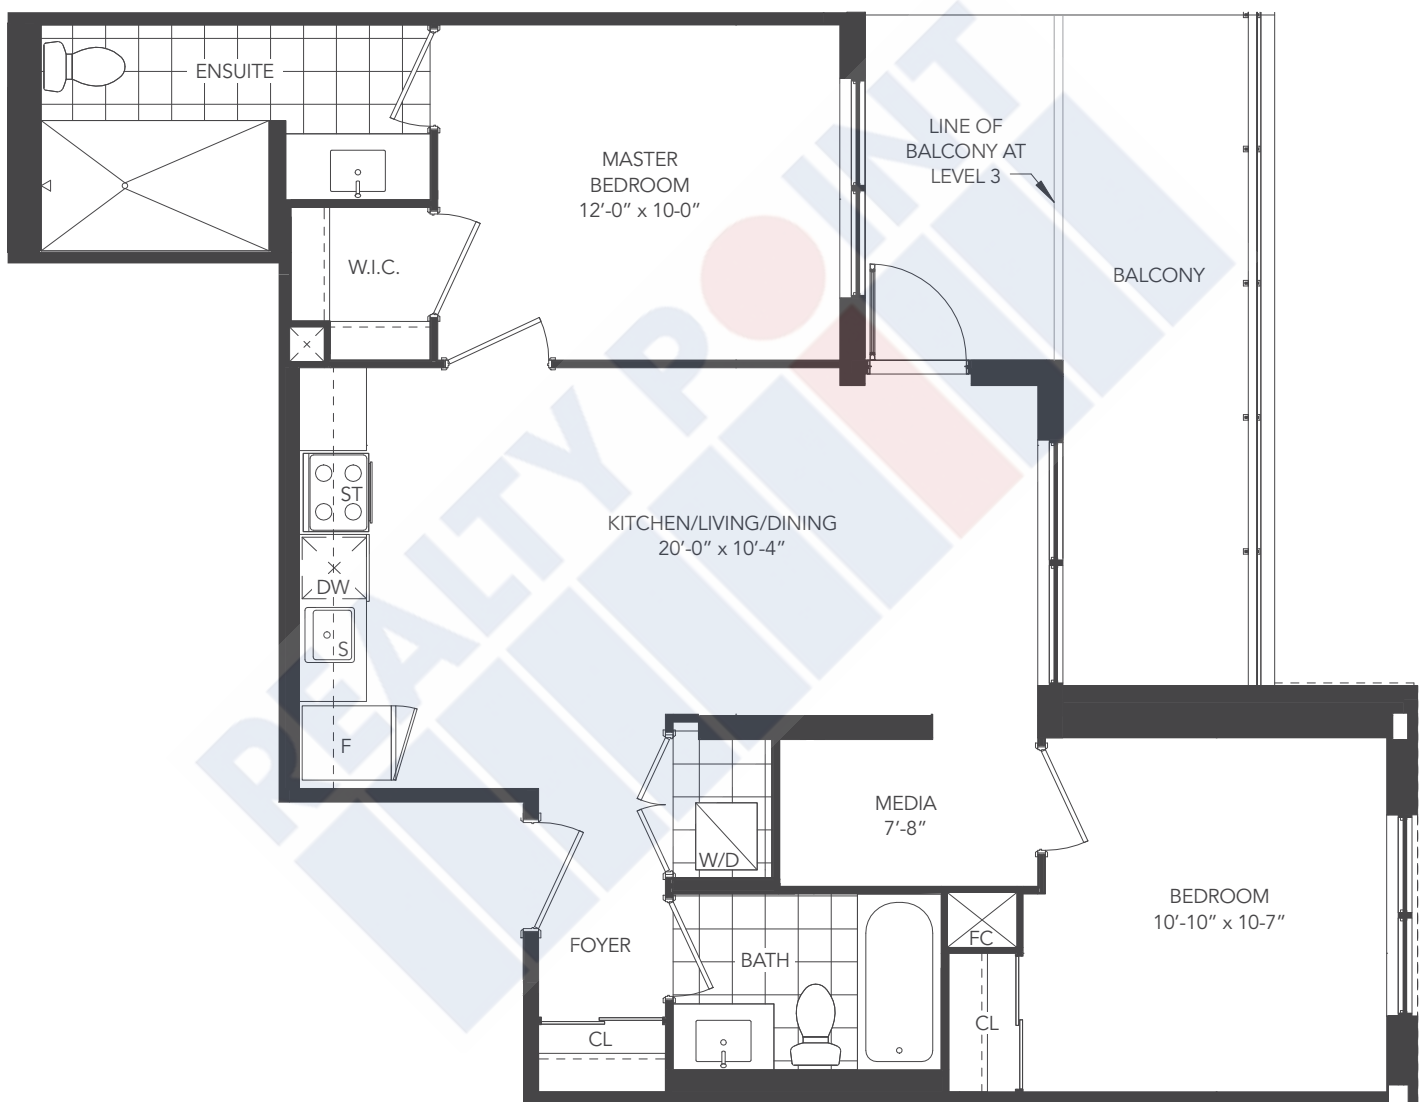 ENSUITE
MASTER
BEDROOM
12'-0" x 10-0"
LINE OF
BALCONY AT
LEVEL 3
W.I.C.
BALCONY
ST
KITCHEN/LIVING/DINING
20'-0" x 10'-4"
DW
S
F
MEDIA
7'-8"
W/D
BEDROOM
10'-10" x 10-7"
FOYER
BATH
FC
CL
CL
REALTY POINT